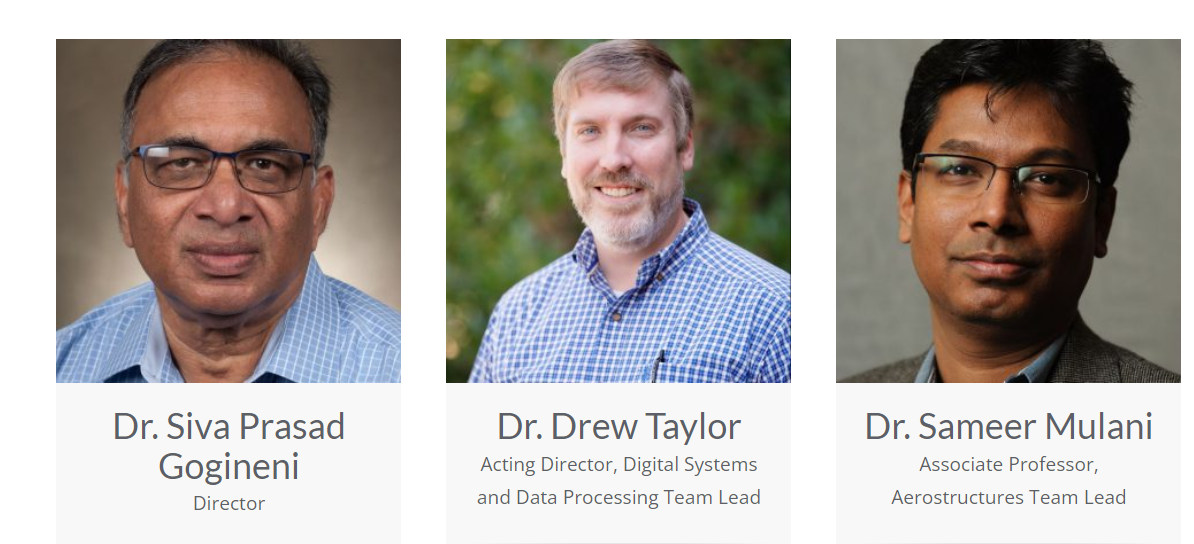 Dr. Siva Prasad
Gogineni
Director
Dr. Drew Taylor
Acting Director, Digital Systems
and Data Processing Team Lead
Dr. Sameer Mulani
Associate Professor,
Aerostructures Team Lead